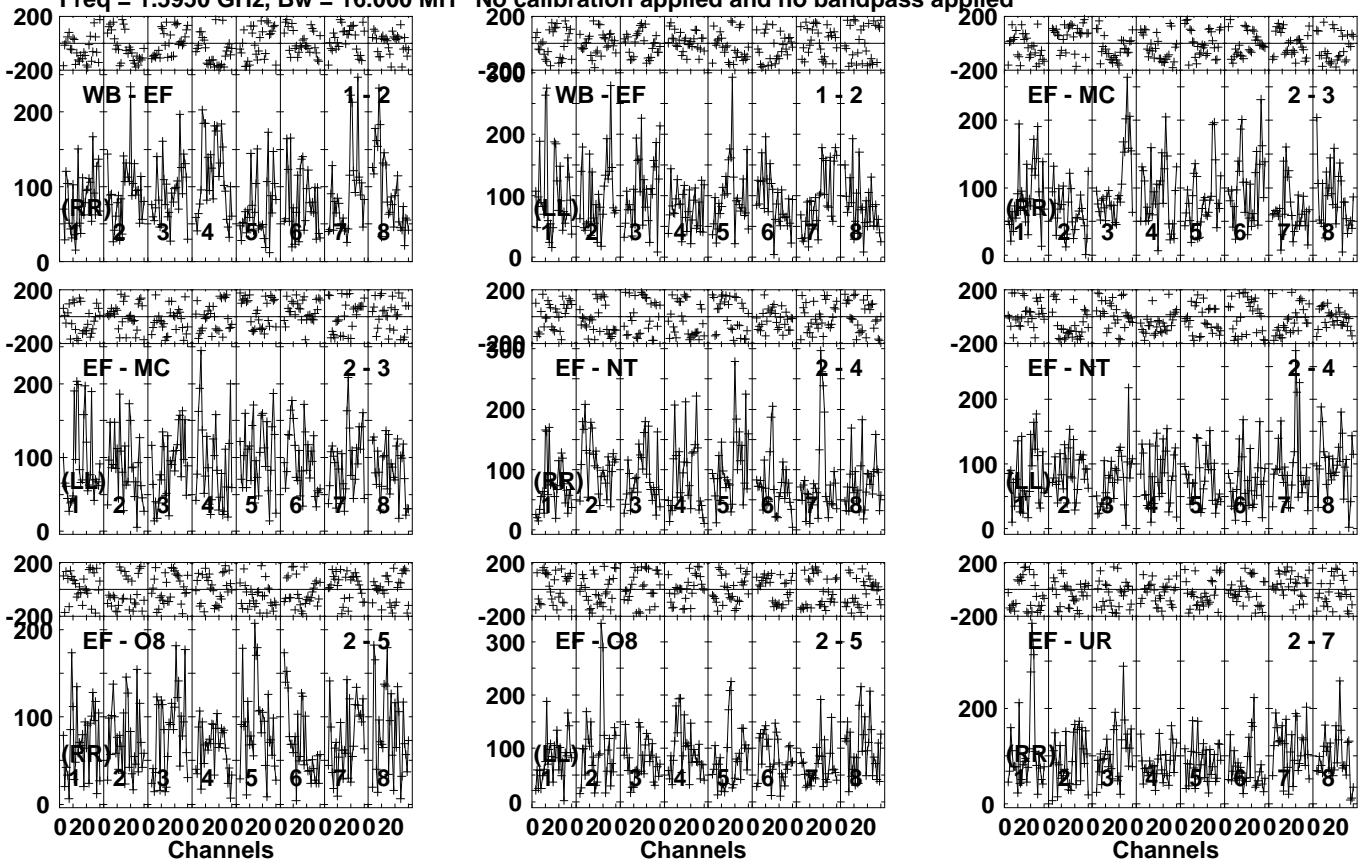 Freq = 1.5950 GHz, Bw = 16.000 MH No calibration applied and no bandpass applied
200 200 200
-200 -200 -200
300
WB - EF 1 - 2 WB - EF 1 - 2 EF - MC 2 - 3
200 200 200
100 100 100
(RR) (LL) (RR)
1 2 3 4 5 6 7 8 1 2 3 4 5 6 7 8 1 2 3 4 5 6 7 8
0 0 0
200 200 200
-200 -200 -200
300
EF - MC 2 - 3 EF - NT 2 - 4 EF - NT 2 - 4
200 200 200
100 100 100
(LL) (RR) (LL)
1 2 3 4 5 6 7 8 1 2 3 4 5 6 7 8 1 2 3 4 5 6 7 8
0 0 0
200 200 200
-200 -200 -200
200
EF - O8 2 - 5 EF - O8 2 - 5 EF - UR 2 - 7
300
200 200
100 100
(RR) (LL) (RR)
1 2 3 4 5 6 7 8 1 2 3 4 5 6 7 8 1 2 3 4 5 6 7 8
0 0 0
0 20 0 20 0 20 0 20 0 20 0 20 0 20 0 20 0 20 0 20 0 20 0 20 0 20 0 20 0 20 0 20 0 20 0 20 0 20 0 20 0 20 0 20 0 20 0 20
Channels Channels Channels